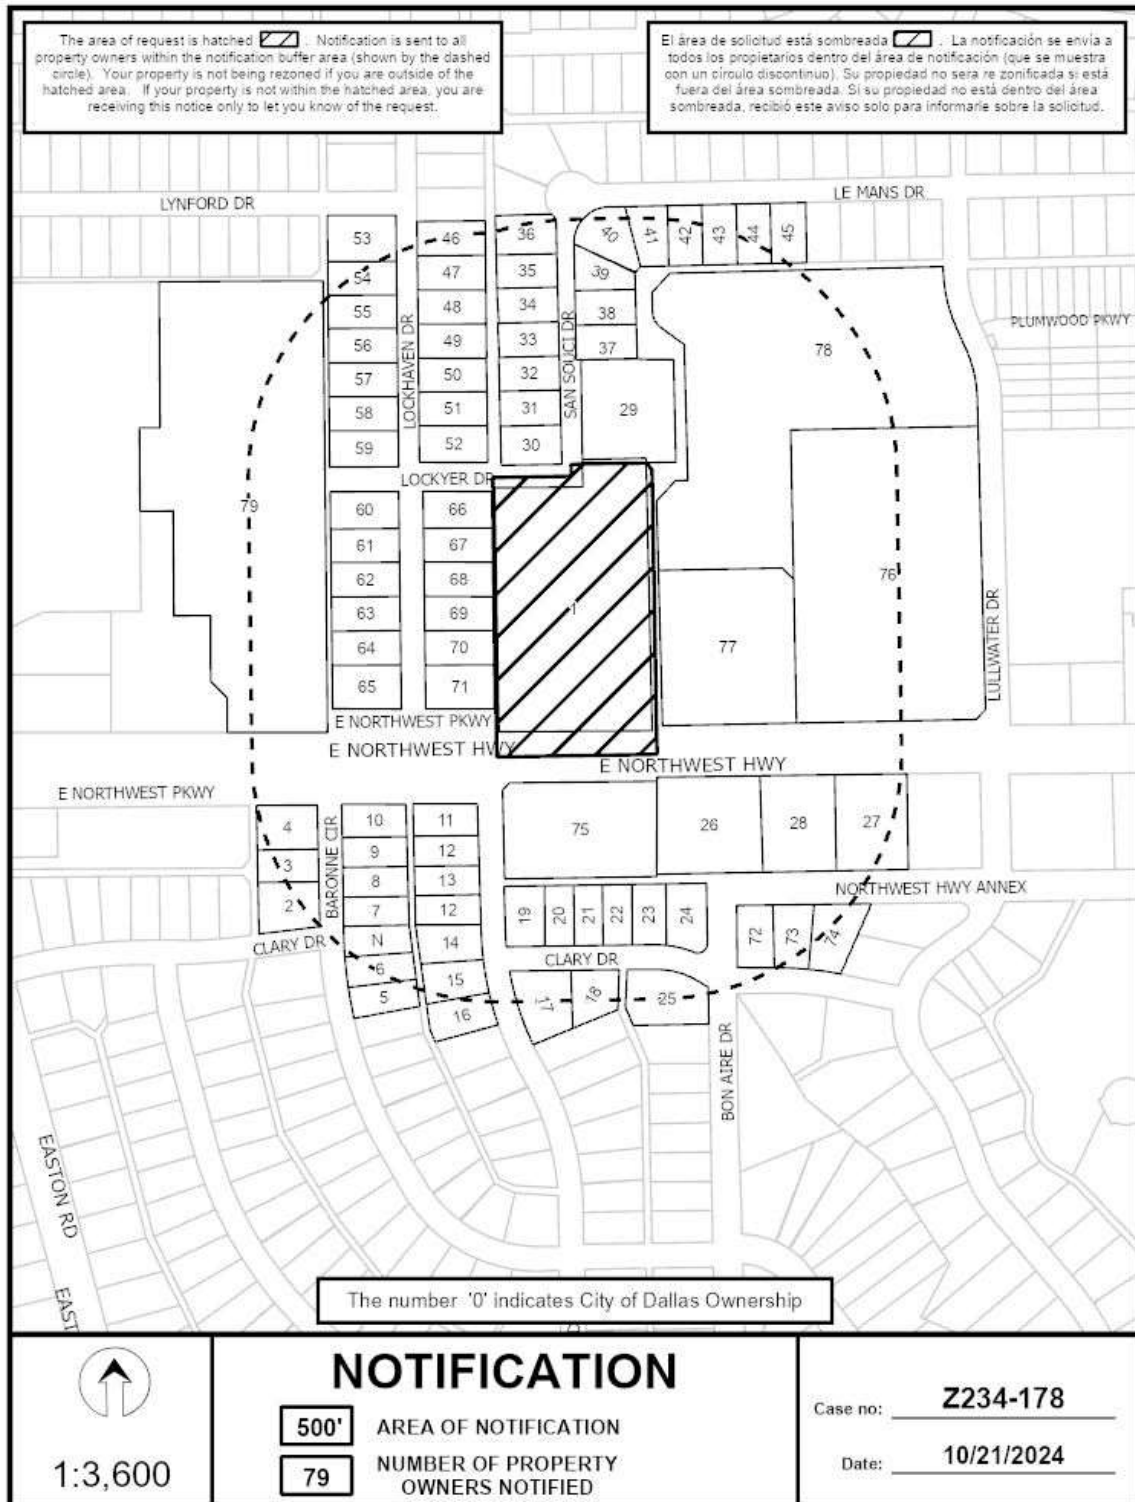 The area of request is hatched . Notification is sent to all
property owners within the notification buffer area (shown by the dashed
circle). Your property is not being rezoned if you are outside of the
hatched area. If your property is not within the hatched area, you are
receiving this notice only to let you know of the request.
El área de solicitud está sombreada . La notificación se envía a
todos los propietarios dentro del área de notificación (que se muestra
con un círculo discontinuo). Su propiedad no sera re zonificada si está
fuera del área sombreada. Si su propiedad no está dentro del área
sombreada, recibió este aviso solo para informarle sobre la solicitud.
LYNFORD DR
LE MANS DR
53
46
36
40
41
42
43
44
45
54
47
35
39
55
48
34
38
PLUMWOOD PKWY
56
49
33
37
78
57
50
32
LOCKHAVEN DR
SAN SOUCI DR
58
51
31
29
59
52
30
LOCKYER DR
79
60
66
61
67
62
68
76
63
69
1
64
70
77
LULLWATER DR
65
71
E NORTHWEST PKWY
E NORTHWEST HWY
E NORTHWEST HWY
E NORTHWEST PKWY
4
10
11
75
26
28
27
3
9
12
BARONNE CIR
8
13
NORTHWEST HWY ANNEX
2
7
12
19
20
21
22
23
24
CLARY DR
N
14
72
73
74
CLARY DR
6
15
5
16
17
18
25
BON AIRE DR
EASTON RD
EAST
The number '0' indicates City of Dallas Ownership
1:3,600
NOTIFICATION
500' AREA OF NOTIFICATION
79 NUMBER OF PROPERTY
OWNERS NOTIFIED
Case no: Z234-178
Date: 10/21/2024